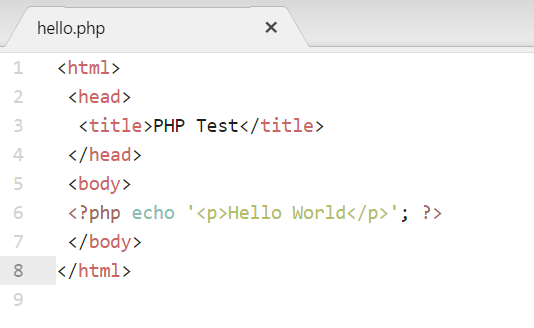 hello.php ×
1 <html>
2  <head>
3   <title>PHP Test</title>
4  </head>
5  <body>
6  <?php echo '<p>Hello World</p>'; ?>
7  </body>
8 </html>
9